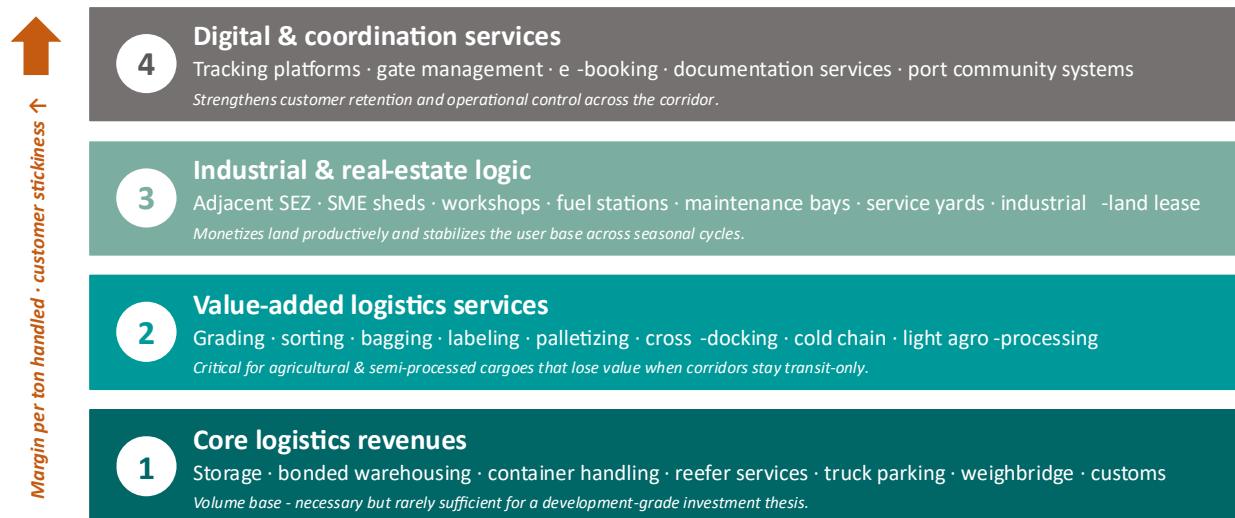 Margin per ton handled · customer stickiness ↑
4
Digital & coordination services
Tracking platforms · gate management · e -booking · documentation services · port community systems
Strengthens customer retention and operational control across the corridor.
3
Industrial & real-estate logic
Adjacent SEZ · SME sheds · workshops · fuel stations · maintenance bays · service yards · industrial -land lease
Monetizes land productively and stabilizes the user base across seasonal cycles.
2
Value-added logistics services
Grading · sorting · bagging · labeling · palletizing · cross -docking · cold chain · light agro -processing
Critical for agricultural & semi-processed cargoes that lose value when corridors stay transit-only.
1
Core logistics revenues
Storage · bonded warehousing · container handling · reefer services · truck parking · weighbridge · customs
Volume base - necessary but rarely sufficient for a development-grade investment thesis.